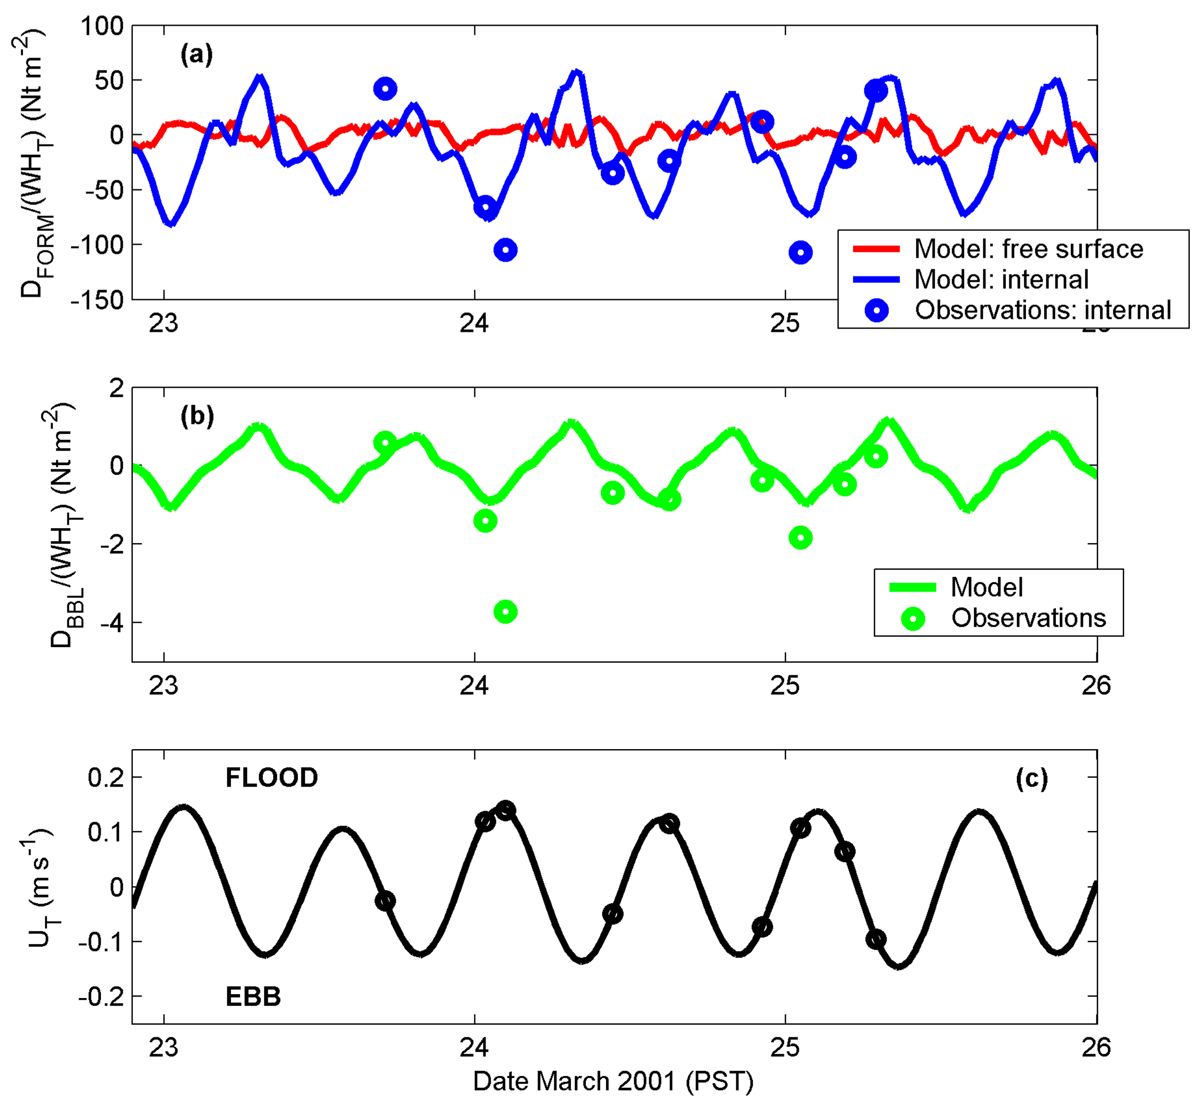 (a)
D_FORM/(WH_T) (Nt m^-2)
100
50
0
-50
-100
-150
23
24
25
Model: free surface
Model: internal
Observations: internal
(b)
D_BBL/(WH_T) (Nt m^-2)
2
0
-2
-4
23
24
25
26
Model
Observations
FLOOD
(c)
U_T (m s^-1)
0.2
0.1
0
-0.1
-0.2
EBB
23
24
25
26
Date March 2001 (PST)